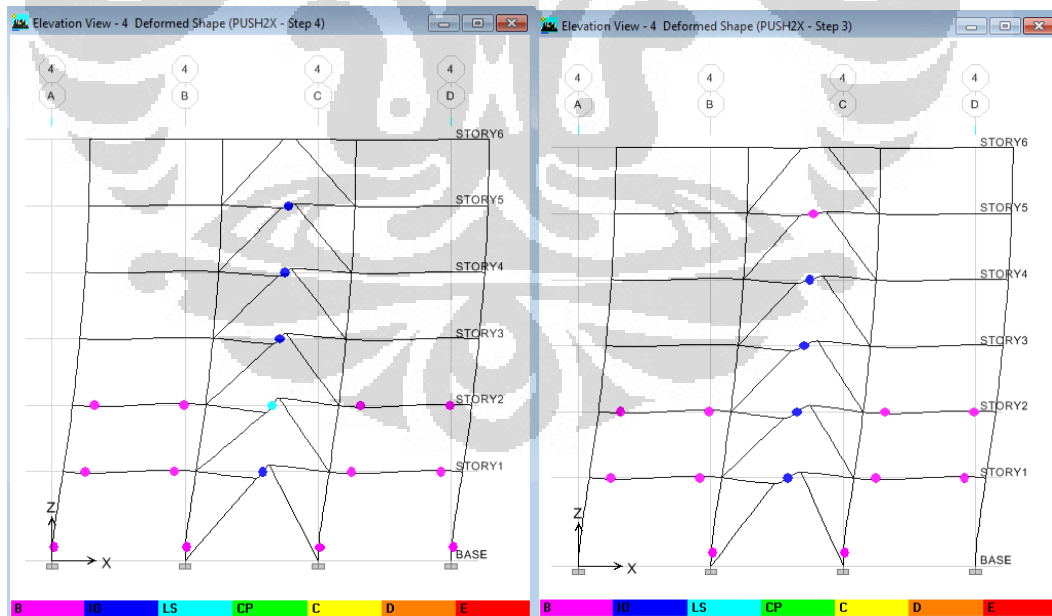 Elevation View - 4 Deformed Shape (PUSH2X - Step 4)
4 4 4 4
A B C D
STORY6
STORY5
STORY4
STORY3
STORY2
STORY1
Z
X
BASE
B IO LS CP C D E
Elevation View - 4 Deformed Shape (PUSH2X - Step 3)
4 4 4 4
A B C D
STORY6
STORY5
STORY4
STORY3
STORY2
STORY1
Z
X
BASE
B IO LS CP C D E